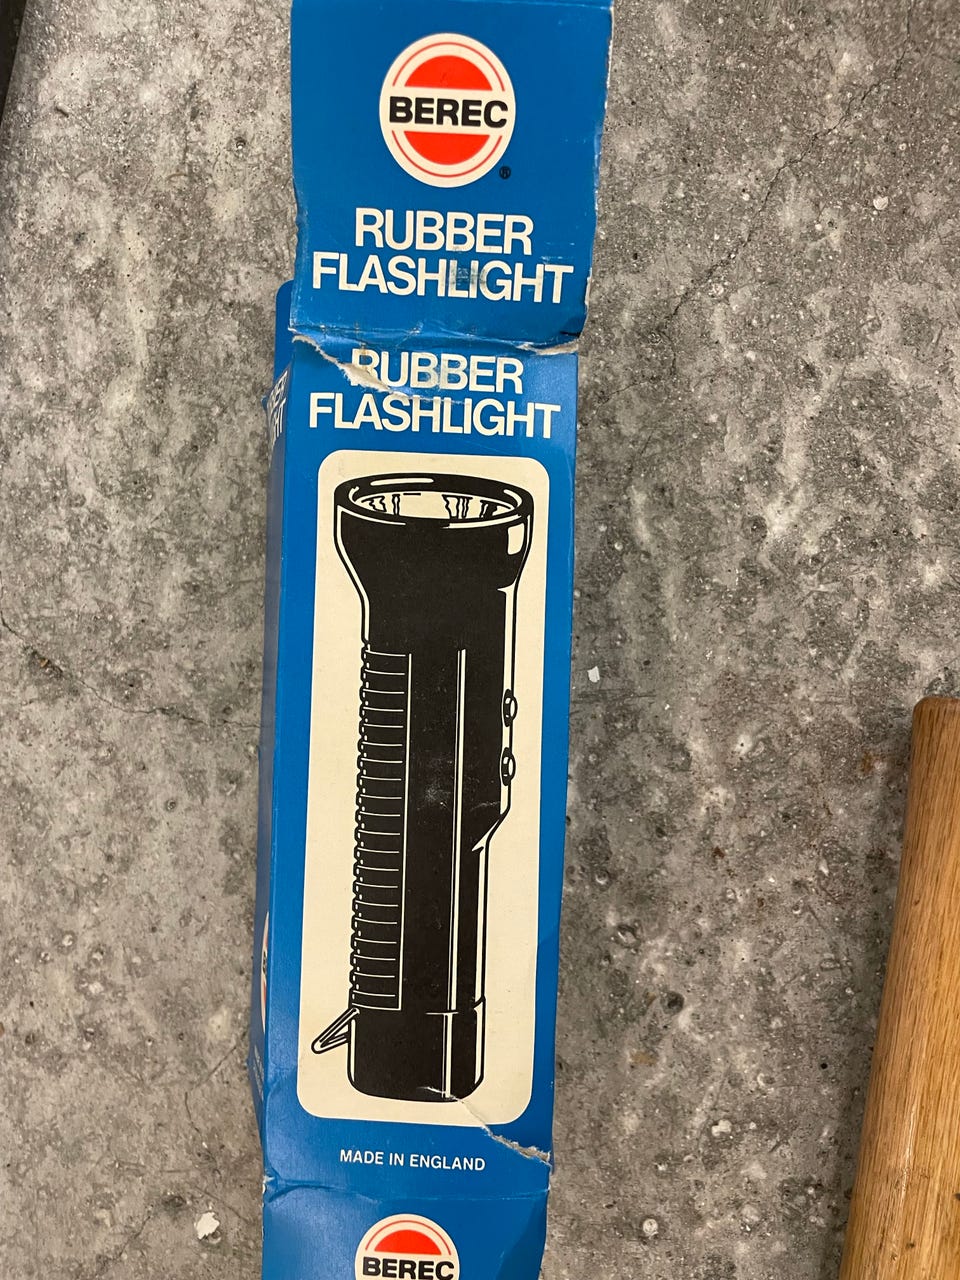 BEREC
®
RUBBER
FLASHLIGHT
RUBBER
FLASHLIGHT
MADE IN ENGLAND
BEREC